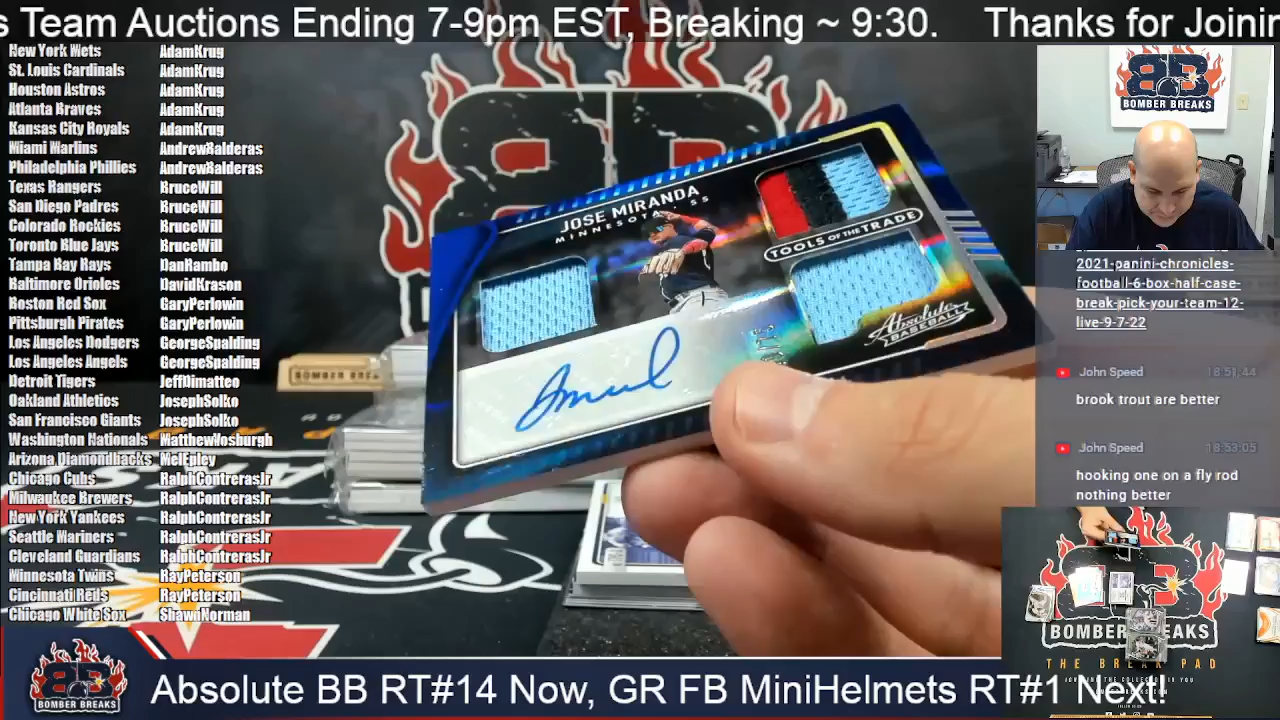 s Team Auctions Ending 7-9pm EST, Breaking ~ 9:30. Thanks for Joinin
New York Mets AdamKrug
St. Louis Cardinals AdamKrug
Houston Astros AdamKrug
Atlanta Braves AdamKrug
Kansas City Royals AdamKrug
Miami Marlins AndrewBalderas
Philadelphia Phillies AndrewBalderas
Texas Rangers BruceWill
San Diego Padres BruceWill
Colorado Rockies BruceWill
Toronto Blue Jays BruceWill
Tampa Bay Rays DanRambo
Baltimore Orioles DavidKrason
Boston Red Sox GaryPerlowin
Pittsburgh Pirates GaryPerlowin
Los Angeles Dodgers GeorgeSpalding
Los Angeles Angels GeorgeSpalding
Detroit Tigers JeffDimatteo
Oakland Athletics JosephSolko
San Francisco Giants JosephSolko
Washington Nationals MatthewVosburgh
Arizona Diamondbacks MelEpley
Chicago Cubs RalphContrerasJr
Milwaukee Brewers RalphContrerasJr
New York Yankees RalphContrerasJr
Seattle Mariners RalphContrerasJr
Cleveland Guardians RalphContrerasJr
Minnesota Twins RayPeterson
Cincinnati Reds RayPeterson
Chicago White Sox ShawnNorman
JOSE MIRANDA
MINNESOTA SS
TOOLS OF THE TRADE
Absolute
BASEBALL
BOMBER BREAKS
2021-panini-chronicles-
football-6-box-half-case-
break-pick-your-team-12-
live-9-7-22
John Speed 18:51:44
brook trout are better
John Speed 18:53:05
hooking one on a fly rod
nothing better
BOMBER BREAKS
THE BREAK PAD
BOMBER BREAKS
Absolute BB RT#14 Now, GR FB MiniHelmets RT#1 Next!